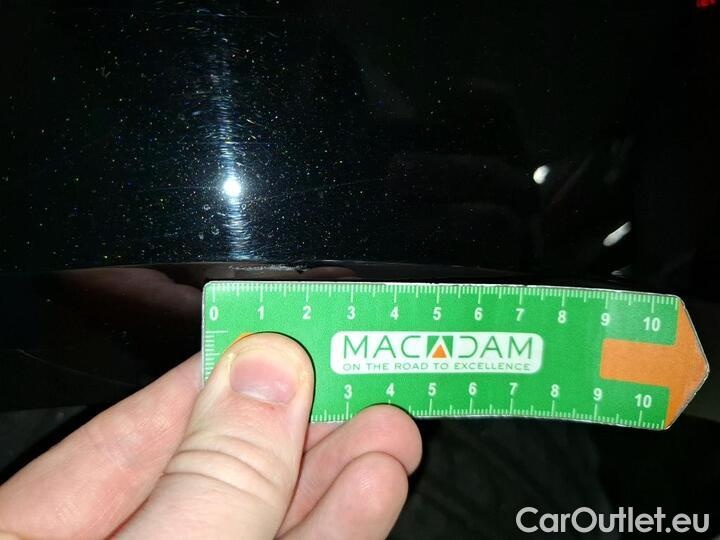 0 1 2 3 4 5 6 7 8 9 10
MACADAM
ON THE ROAD TO EXCELLENCE
3 4 5 6 7 8 9 10
CarOutlet.eu